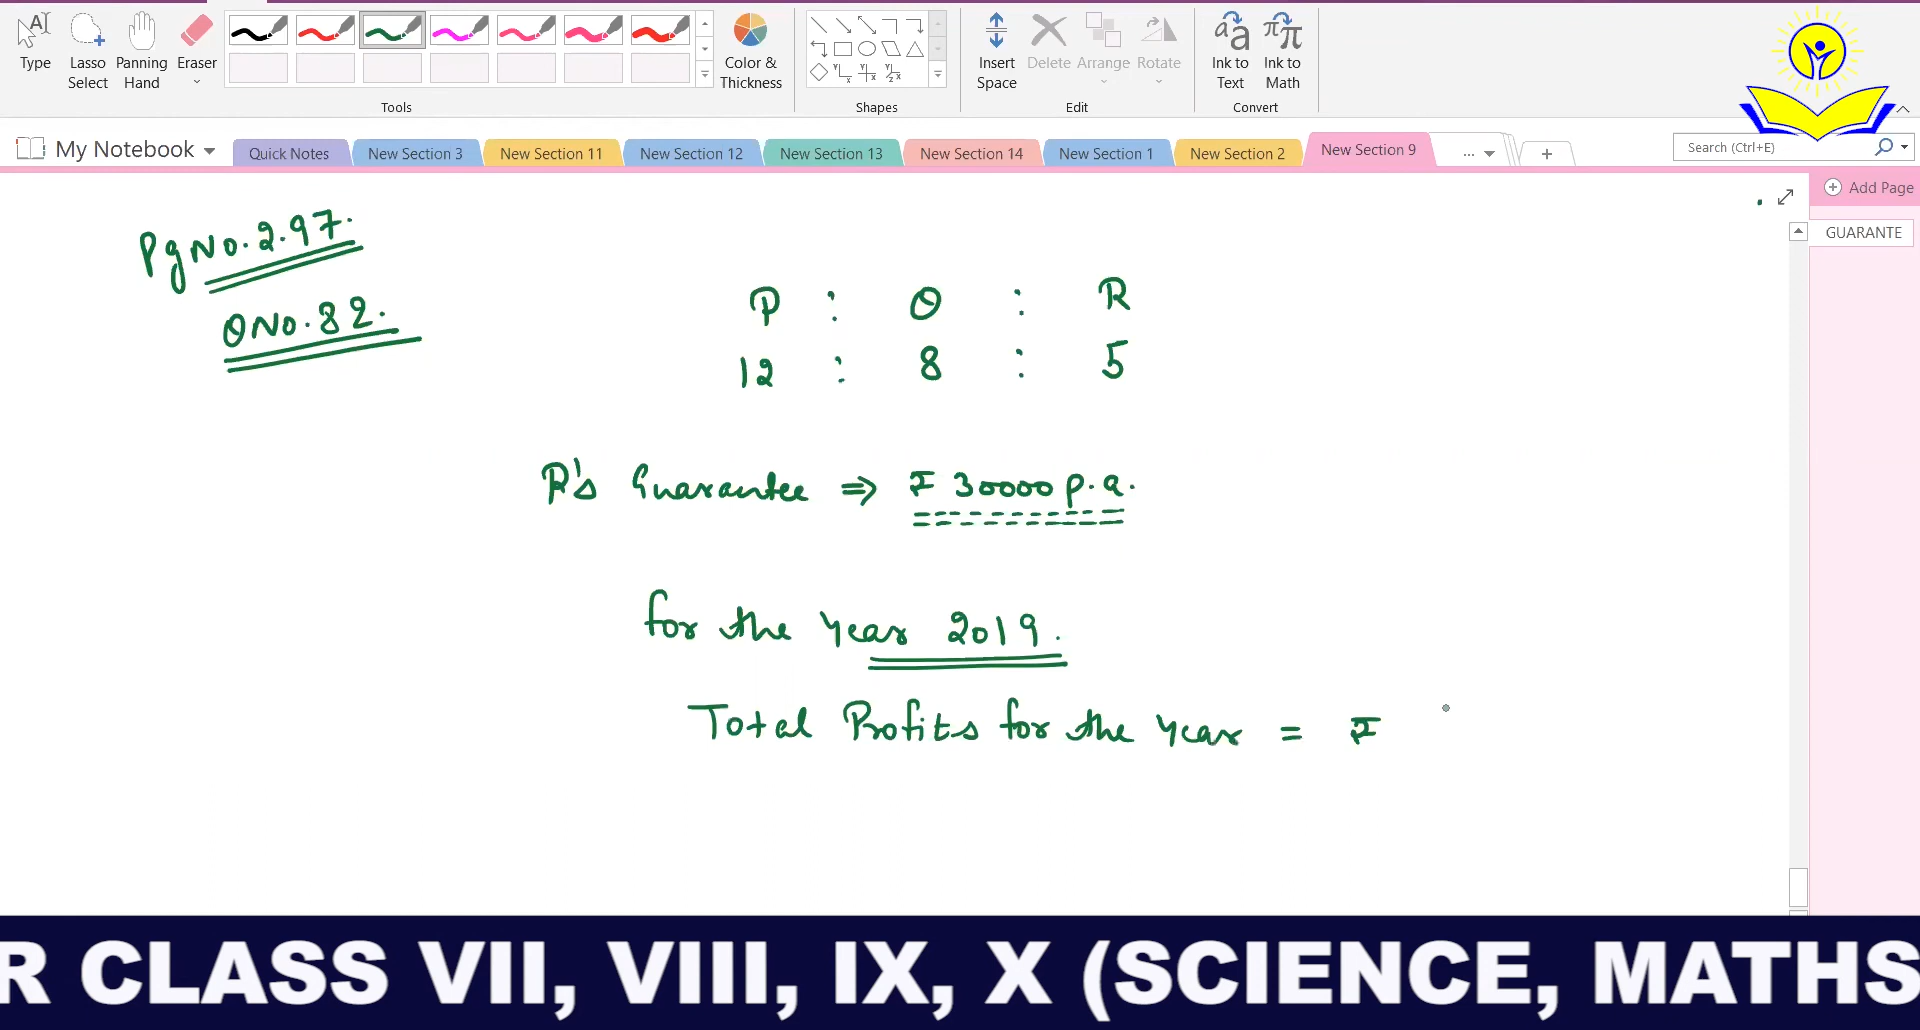 Type
Lasso Select
Panning Hand
Eraser
Color & Thickness
Insert Space
Delete
Arrange
Rotate
Ink to Text
Ink to Math
Tools
Shapes
Edit
Convert
My Notebook
Quick Notes
New Section 3
New Section 11
New Section 12
New Section 13
New Section 14
New Section 1
New Section 2
New Section 9
...
Search (Ctrl+E)
Add Page
GUARANTE
Pg No. 2.97.
QNo. 82.
P : Q : R
12 : 8 : 5
R's Guarantee ⇒ ₹ 30000 p.a.
for the year 2019.
Total Profits for the year = ₹
R CLASS VII, VIII, IX, X (SCIENCE, MATHS